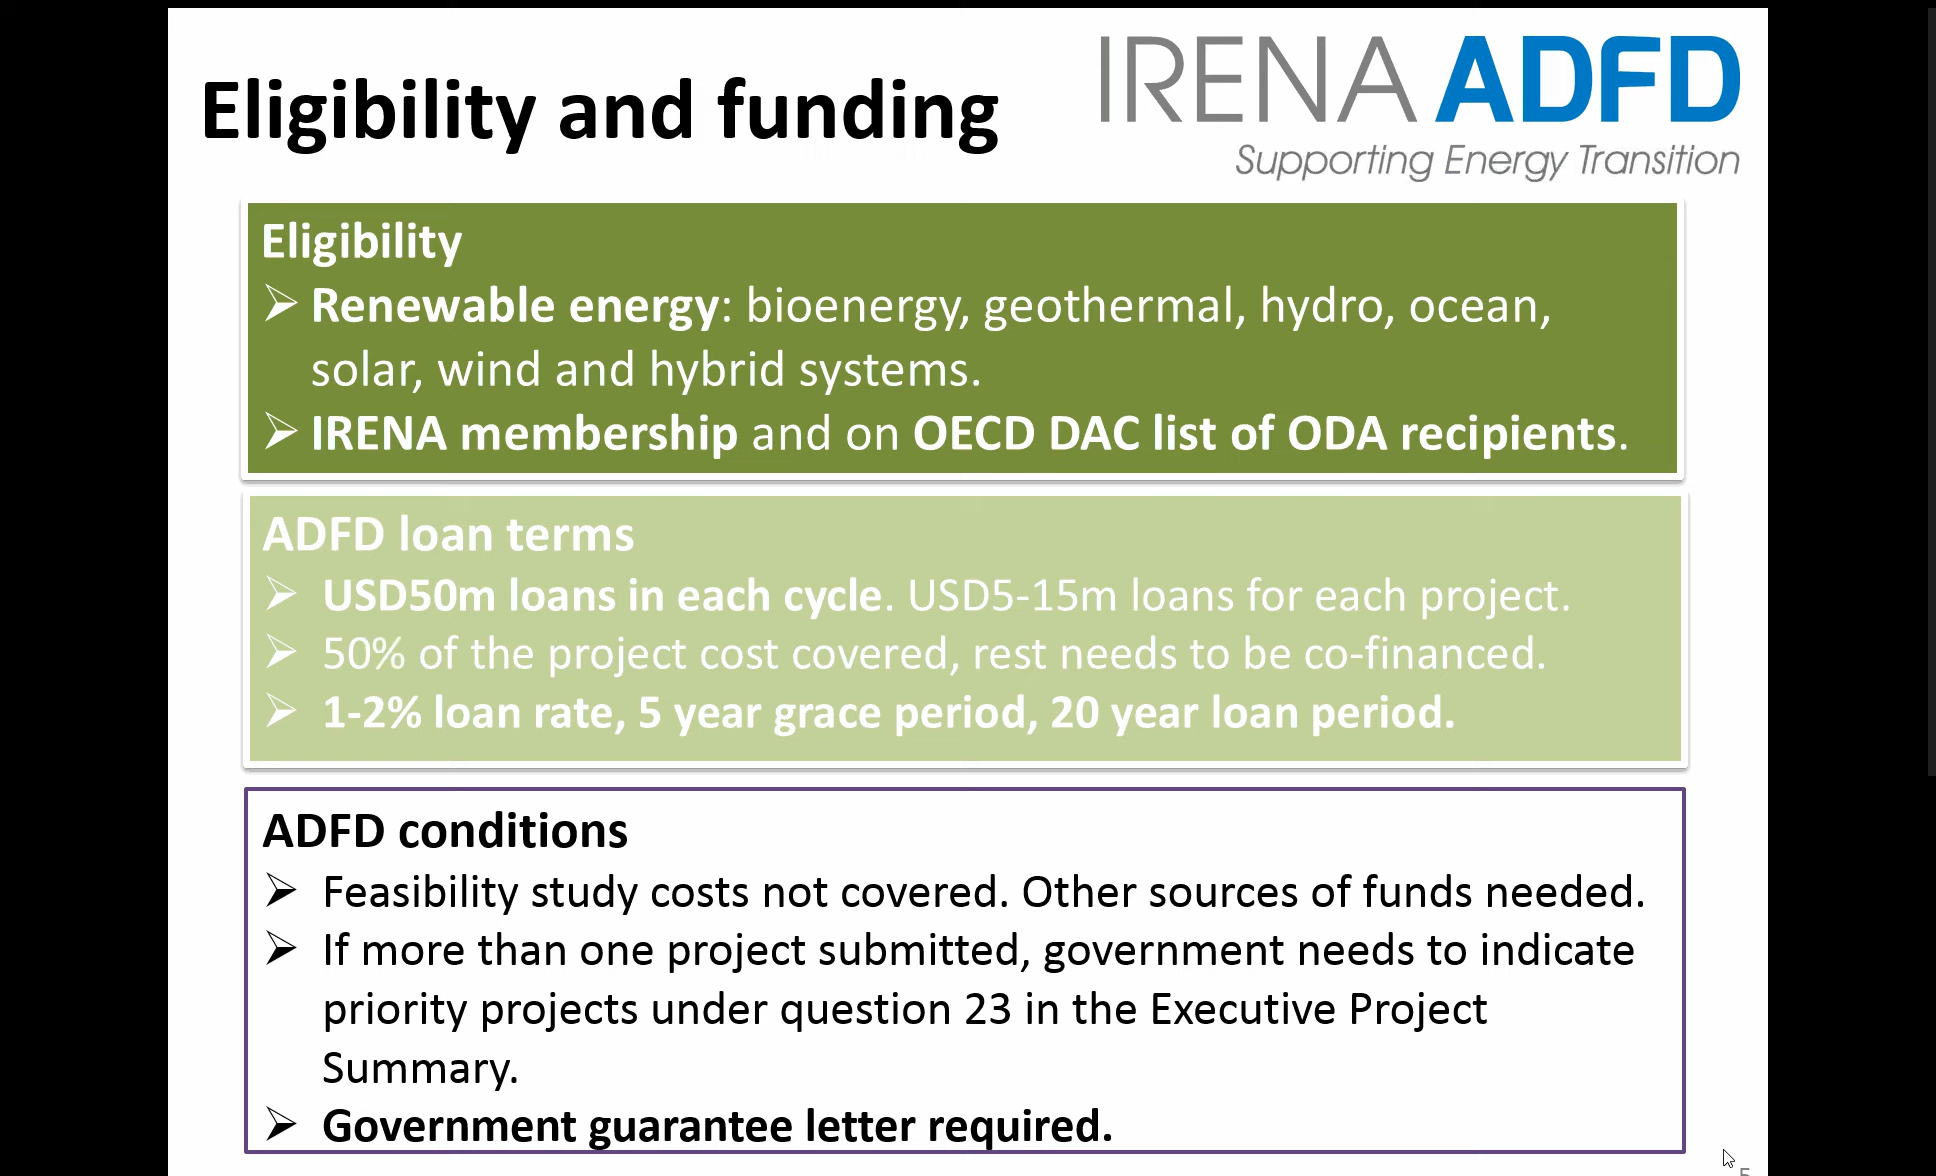 Eligibility and funding
IRENA ADFD
Supporting Energy Transition
Eligibility
➢ Renewable energy: bioenergy, geothermal, hydro, ocean,
solar, wind and hybrid systems.
➢ IRENA membership and on OECD DAC list of ODA recipients.
ADFD loan terms
➢ USD50m loans in each cycle. USD5-15m loans for each project.
➢ 50% of the project cost covered, rest needs to be co-financed.
➢ 1-2% loan rate, 5 year grace period, 20 year loan period.
ADFD conditions
➢ Feasibility study costs not covered. Other sources of funds needed.
➢ If more than one project submitted, government needs to indicate
priority projects under question 23 in the Executive Project
Summary.
➢ Government guarantee letter required.